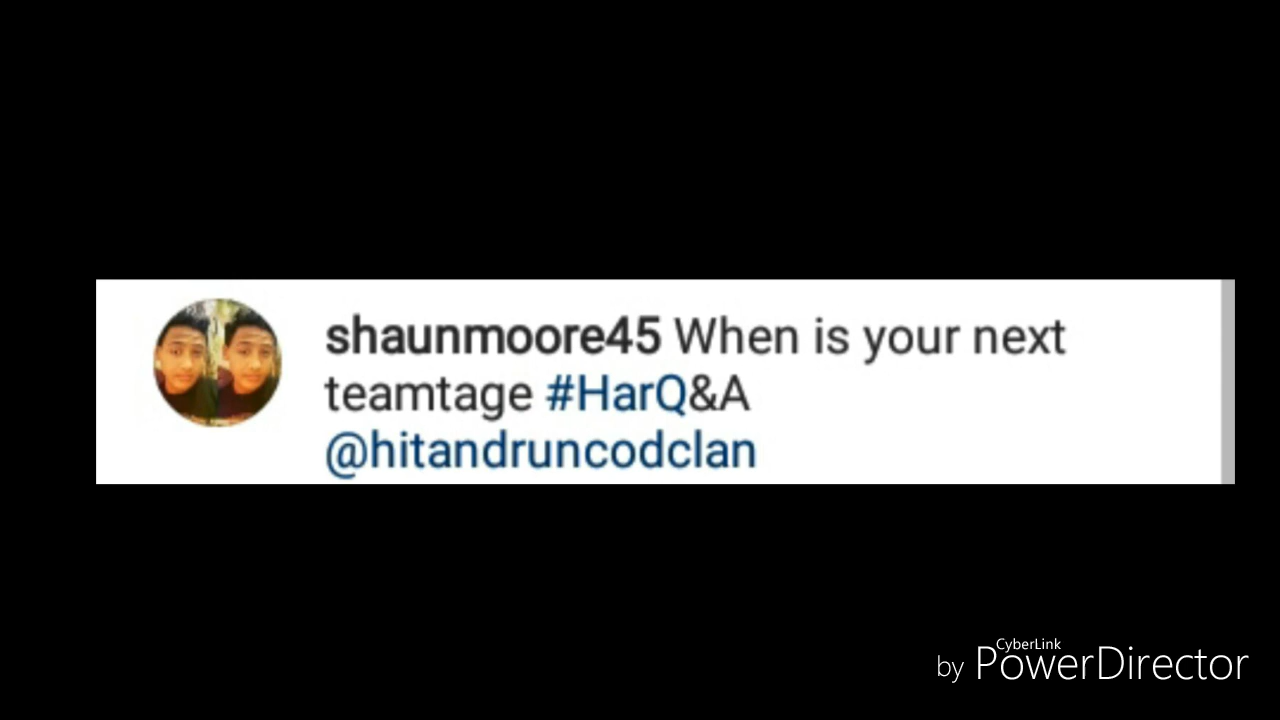 shaunmoore45 When is your next
teamtage #HarQ&A
@hitandruncodclan
CyberLink
by PowerDirector